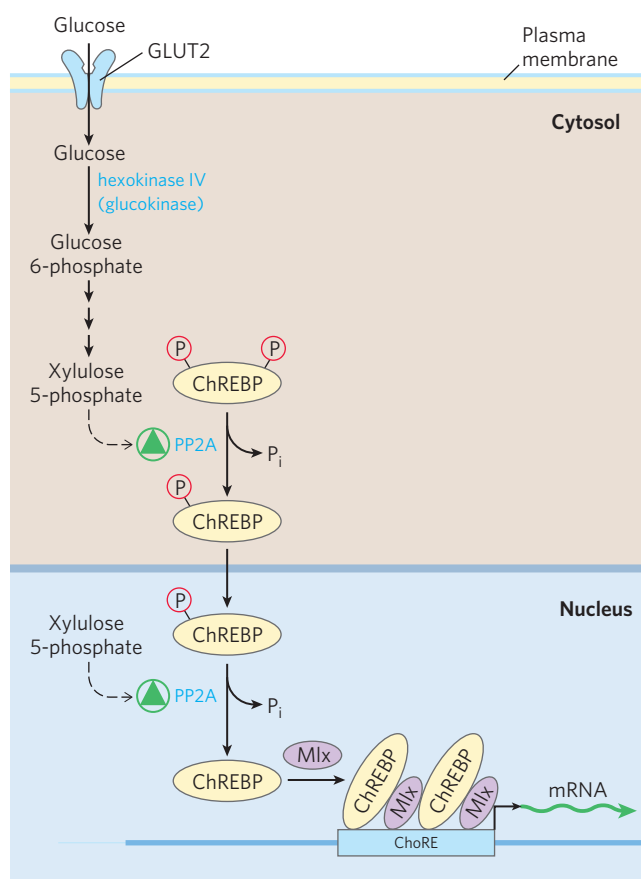 Glucose
GLUT2
Plasma
membrane
Cytosol
Glucose
hexokinase IV
(glucokinase)
Glucose
6-phosphate
Xylulose
5-phosphate
P
P
ChREBP
PP2A
Pi
P
ChREBP
Nucleus
P
ChREBP
Xylulose
5-phosphate
PP2A
Pi
ChREBP
Mlx
ChREBP
Mlx
ChREBP
Mlx
mRNA
ChoRE